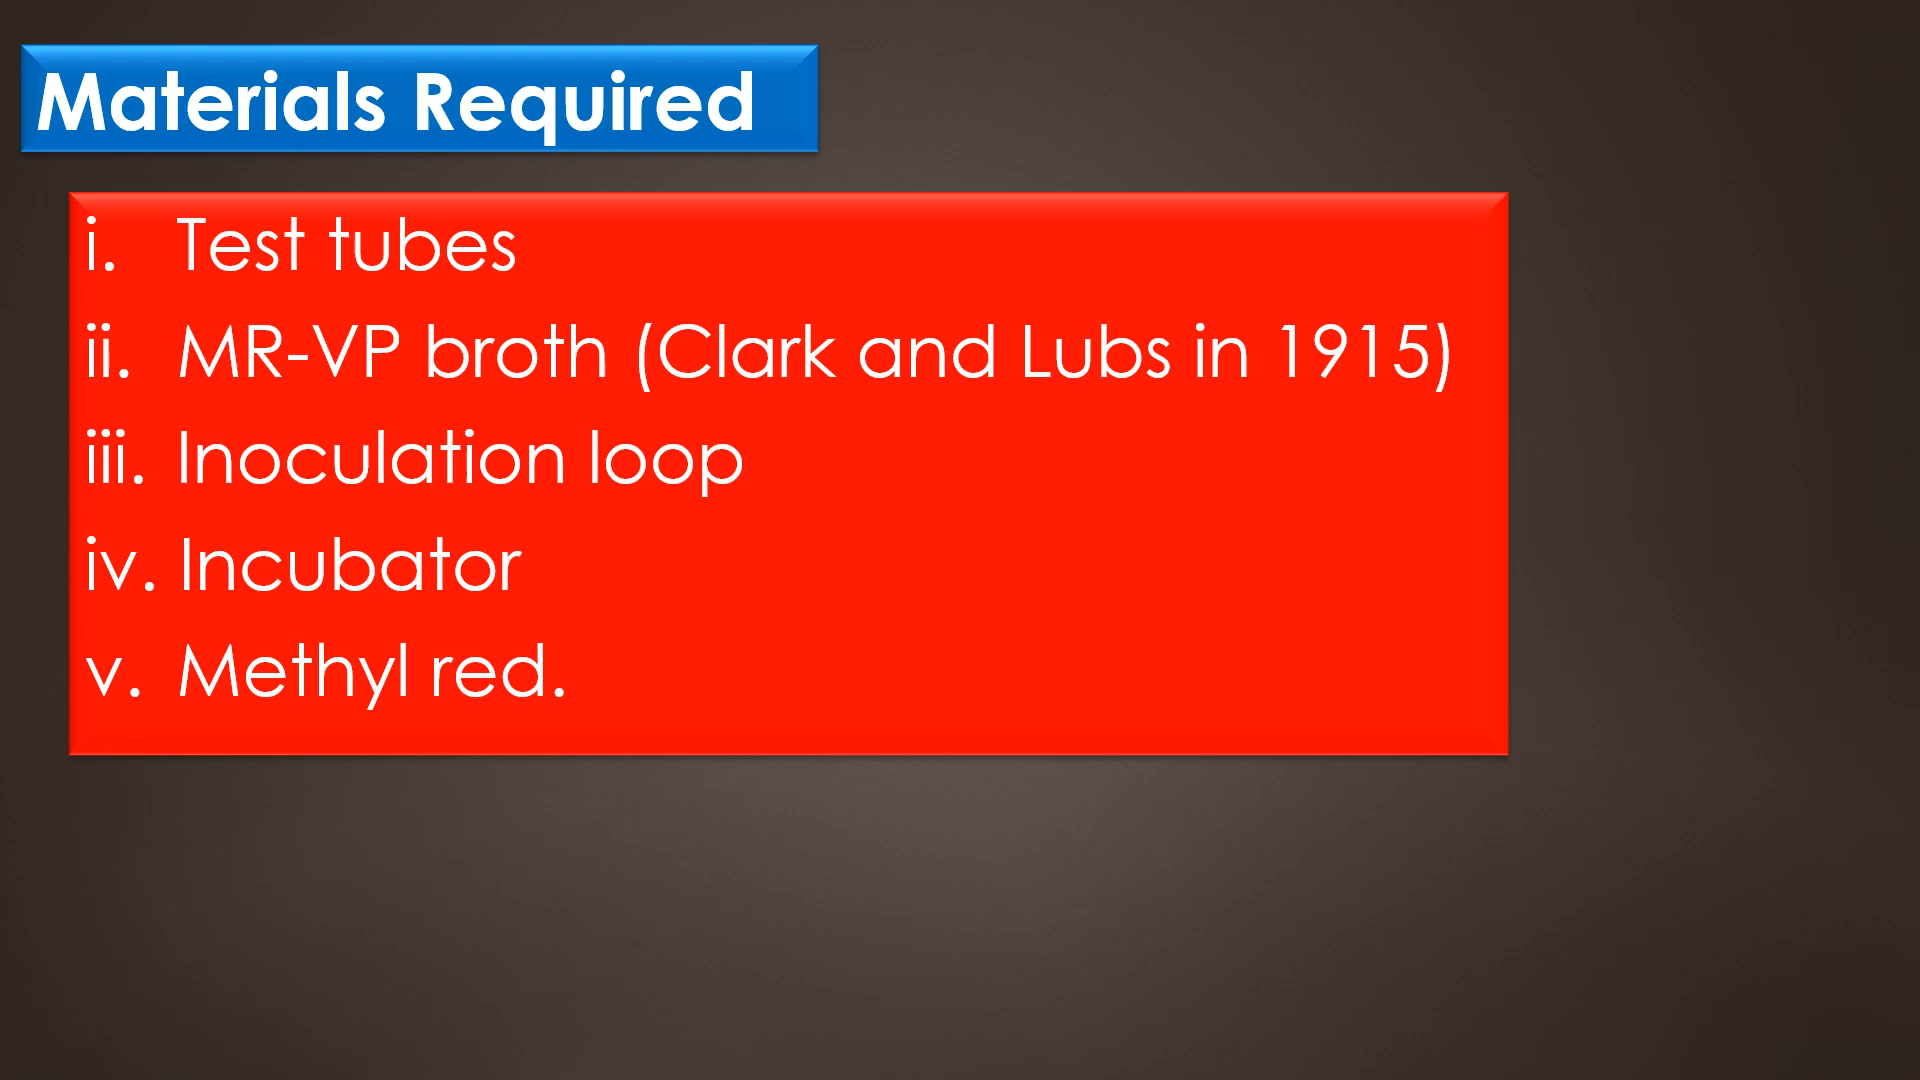 Materials Required
i. Test tubes
ii. MR-VP broth (Clark and Lubs in 1915)
iii. Inoculation loop
iv. Incubator
v. Methyl red.